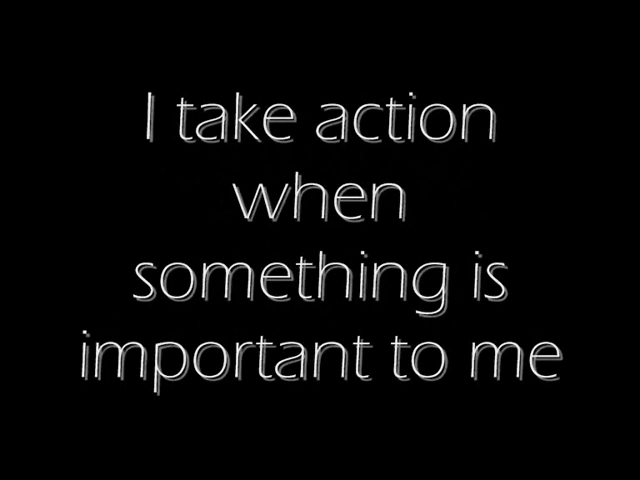 I take action
when
something is
important to me